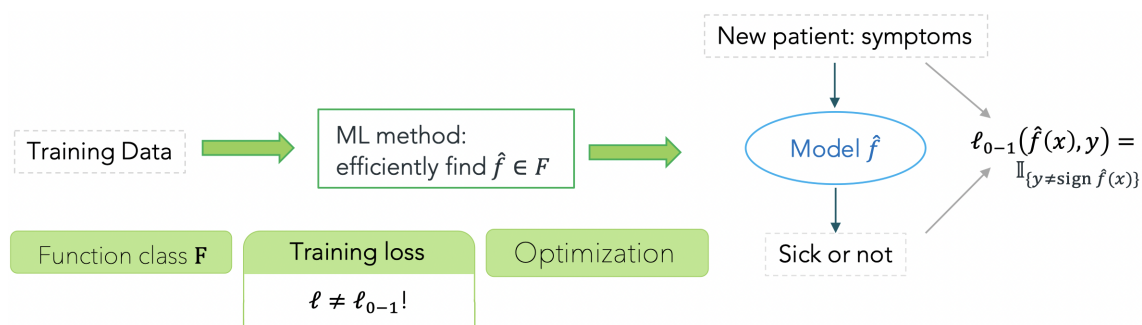 New patient: symptoms
Training Data
ML method:
efficiently find f̂ ∈ F
Model f̂
ℓ₀₋₁(f̂(x), y) =
𝕀{y≠sign f̂(x)}
Function class F
Training loss
Optimization
Sick or not
ℓ ≠ ℓ₀₋₁!